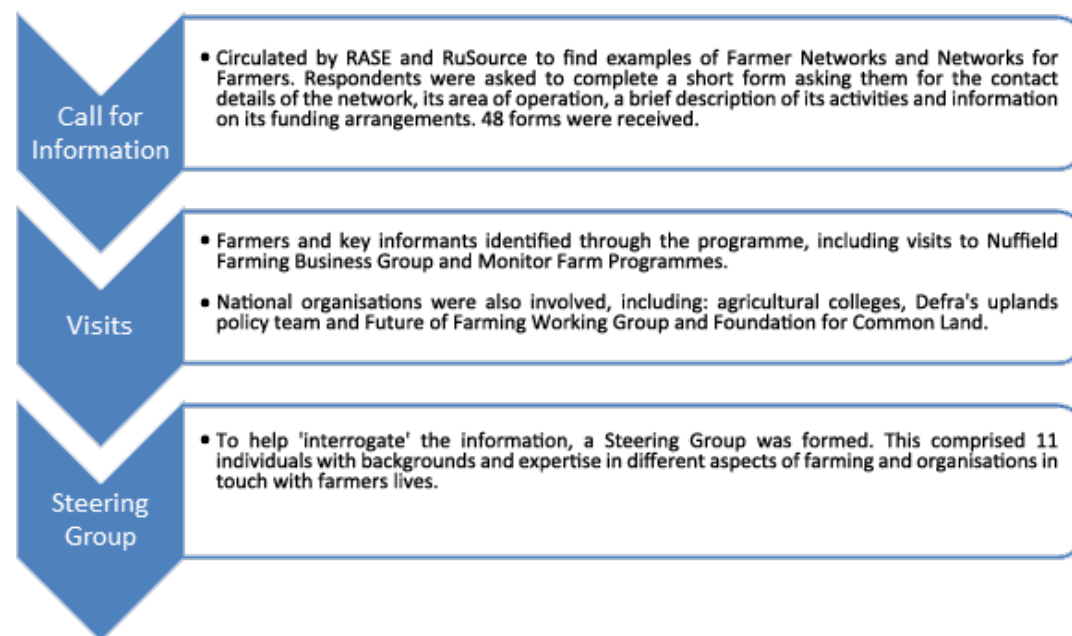 Call for
Information
• Circulated by RASE and RuSource to find examples of Farmer Networks and Networks for
Farmers. Respondents were asked to complete a short form asking them for the contact
details of the network, its area of operation, a brief description of its activities and information
on its funding arrangements. 48 forms were received.
Visits
• Farmers and key informants identified through the programme, including visits to Nuffield
Farming Business Group and Monitor Farm Programmes.
• National organisations were also involved, including: agricultural colleges, Defra's uplands
policy team and Future of Farming Working Group and Foundation for Common Land.
Steering
Group
• To help 'interrogate' the information, a Steering Group was formed. This comprised 11
individuals with backgrounds and expertise in different aspects of farming and organisations in
touch with farmers lives.